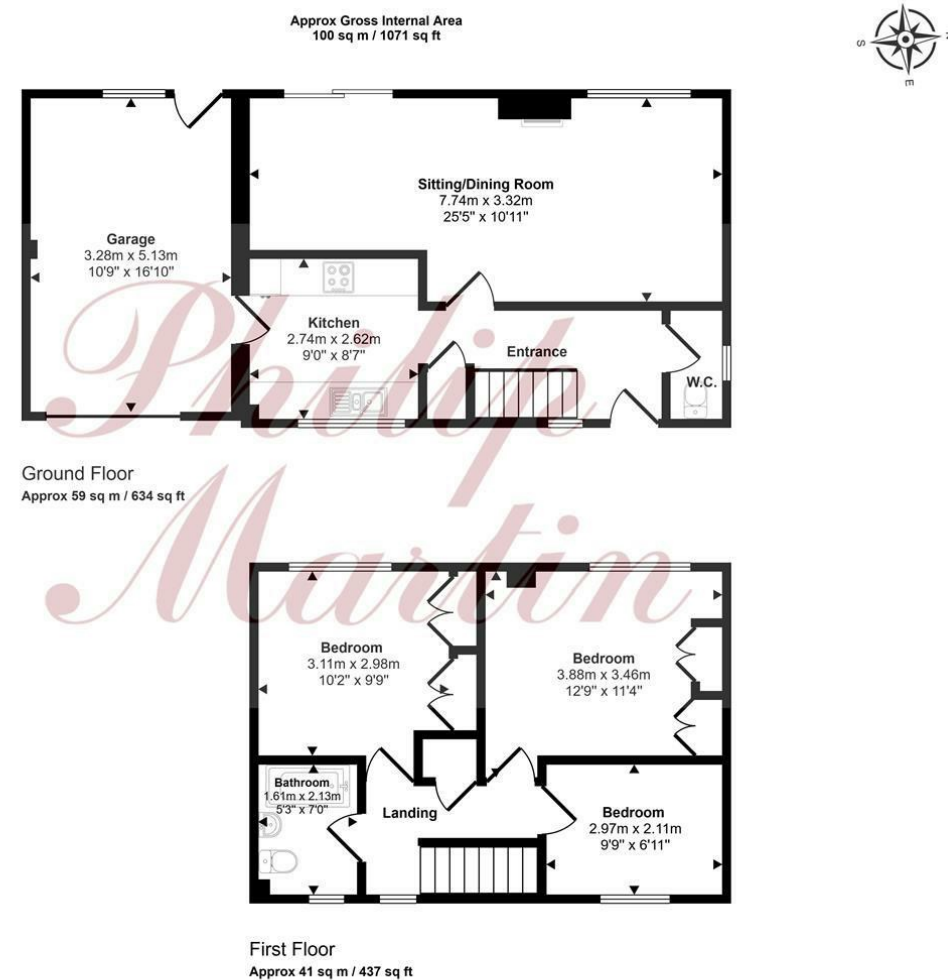 Approx Gross Internal Area
100 sq m / 1071 sq ft
S
E
Sitting/Dining Room
7.74m x 3.32m
25'5" x 10'11"
Garage
3.28m x 5.13m
10'9" x 16'10"
Kitchen
2.74m x 2.62m
9'0" x 8'7"
Entrance
W.C.
Philip
Martin
Ground Floor
Approx 59 sq m / 634 sq ft
Bedroom
3.11m x 2.98m
10'2" x 9'9"
Bedroom
3.88m x 3.46m
12'9" x 11'4"
Bathroom
1.61m x 2.13m
5'3" x 7'0"
Landing
Bedroom
2.97m x 2.11m
9'9" x 6'11"
First Floor
Approx 41 sq m / 437 sq ft